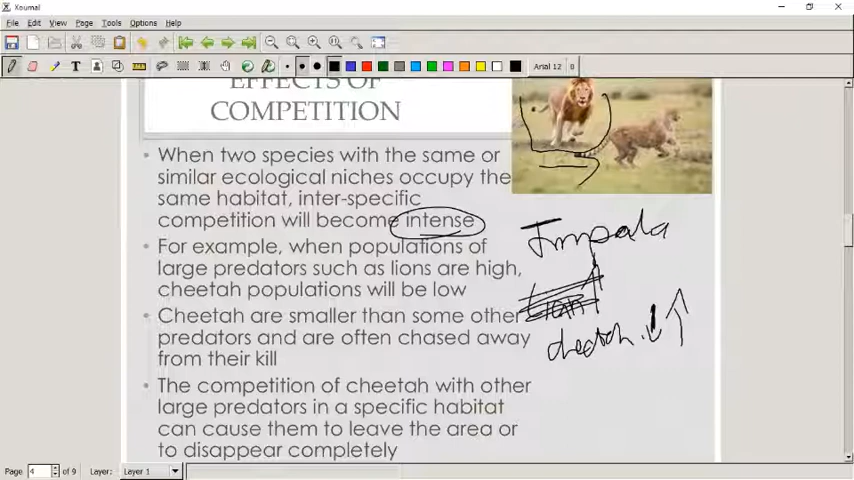 Xournal
File Edit View Page Tools Options Help
Arial 12 0
EFFECTS OF
COMPETITION
• When two species with the same or
similar ecological niches occupy the
same habitat, inter-specific
competition will become intense
• For example, when populations of
large predators such as lions are high,
cheetah populations will be low
• Cheetah are smaller than some other
predators and are often chased away
from their kill
• The competition of cheetah with other
large predators in a specific habitat
can cause them to leave the area or
to disappear completely
Impala
Lion
cheetah ↓ ↑
Page 4 of 9 Layer: Layer 1